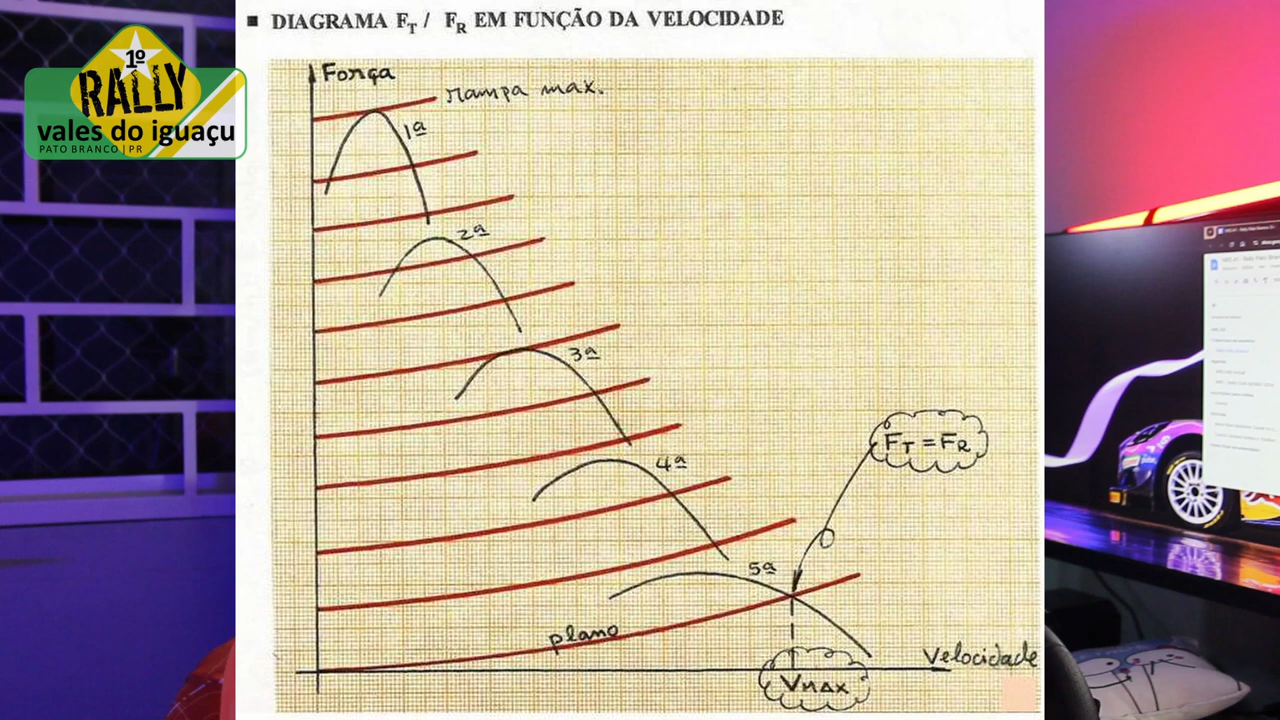 ■ DIAGRAMA FT / FR EM FUNÇÃO DA VELOCIDADE
1º
RALLY
vales do iguaçu
PATO BRANCO | PR
Força
rampa max.
1ª
2ª
3ª
4ª
FT = FR
5ª
plano
Velocidade
VMAX